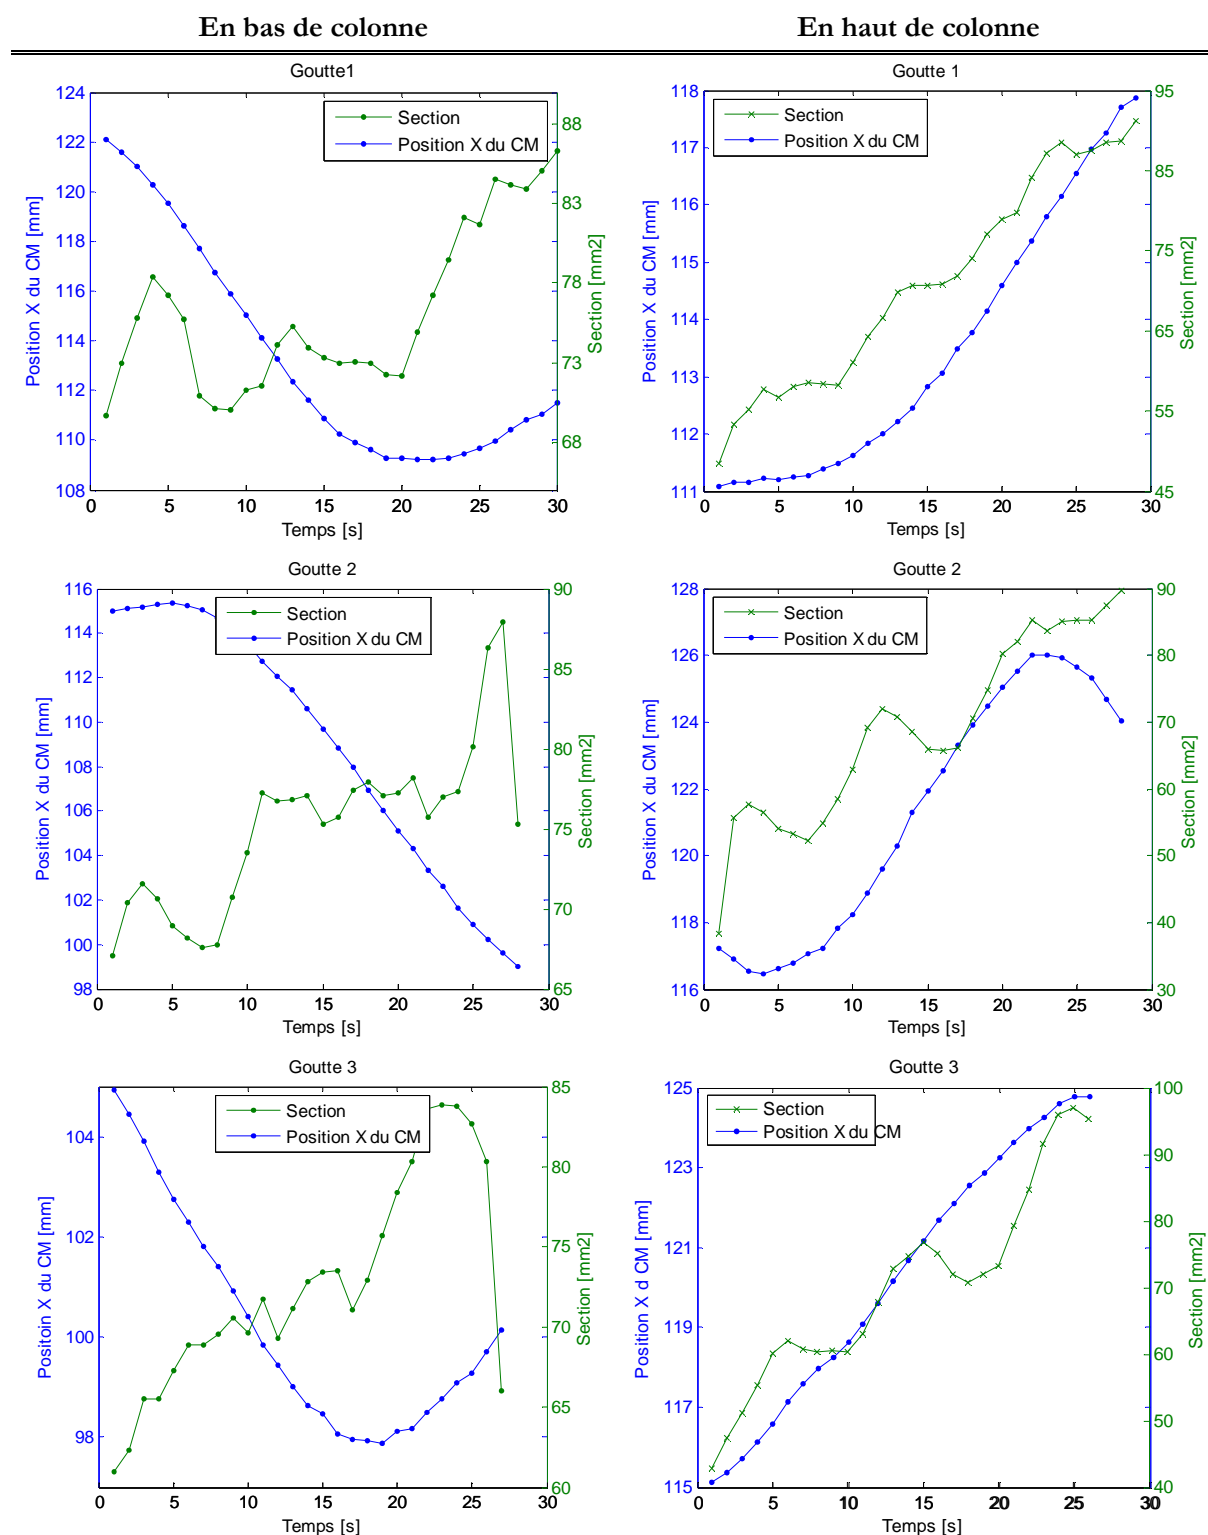 En bas de colonne
En haut de colonne
Goutte1
124
122
120
118
116
114
112
110
108
Position X du CM [mm]
Section
Position X du CM
88
83
78
73
68
Section [mm2]
0 5 10 15 20 25 30
Temps [s]
Goutte 1
118
117
116
115
114
113
112
111
Position X du CM [mm]
Section
Position X du CM
95
85
75
65
55
45
Section [mm2]
0 5 10 15 20 25 30
Temps [s]
Goutte 2
116
114
112
110
108
106
104
102
100
98
Position X du CM [mm]
Section
Position X du CM
90
85
80
75
70
65
Section [mm2]
0 5 10 15 20 25 30
Temps [s]
Goutte 2
128
126
124
122
120
118
116
Position X du CM [mm]
Section
Position X du CM
90
80
70
60
50
40
30
Section [mm2]
0 5 10 15 20 25 30
Temps [s]
Goutte 3
104
102
100
98
Positoin X du CM [mm]
Section
Position X du CM
85
80
75
70
65
60
Section [mm2]
0 5 10 15 20 25 30
Temps [s]
Goutte 3
125
123
121
119
117
115
Position X d CM [mm]
Section
Position X du CM
100
90
80
70
60
50
40
Section [mm2]
0 5 10 15 20 25 30
Temps [s]